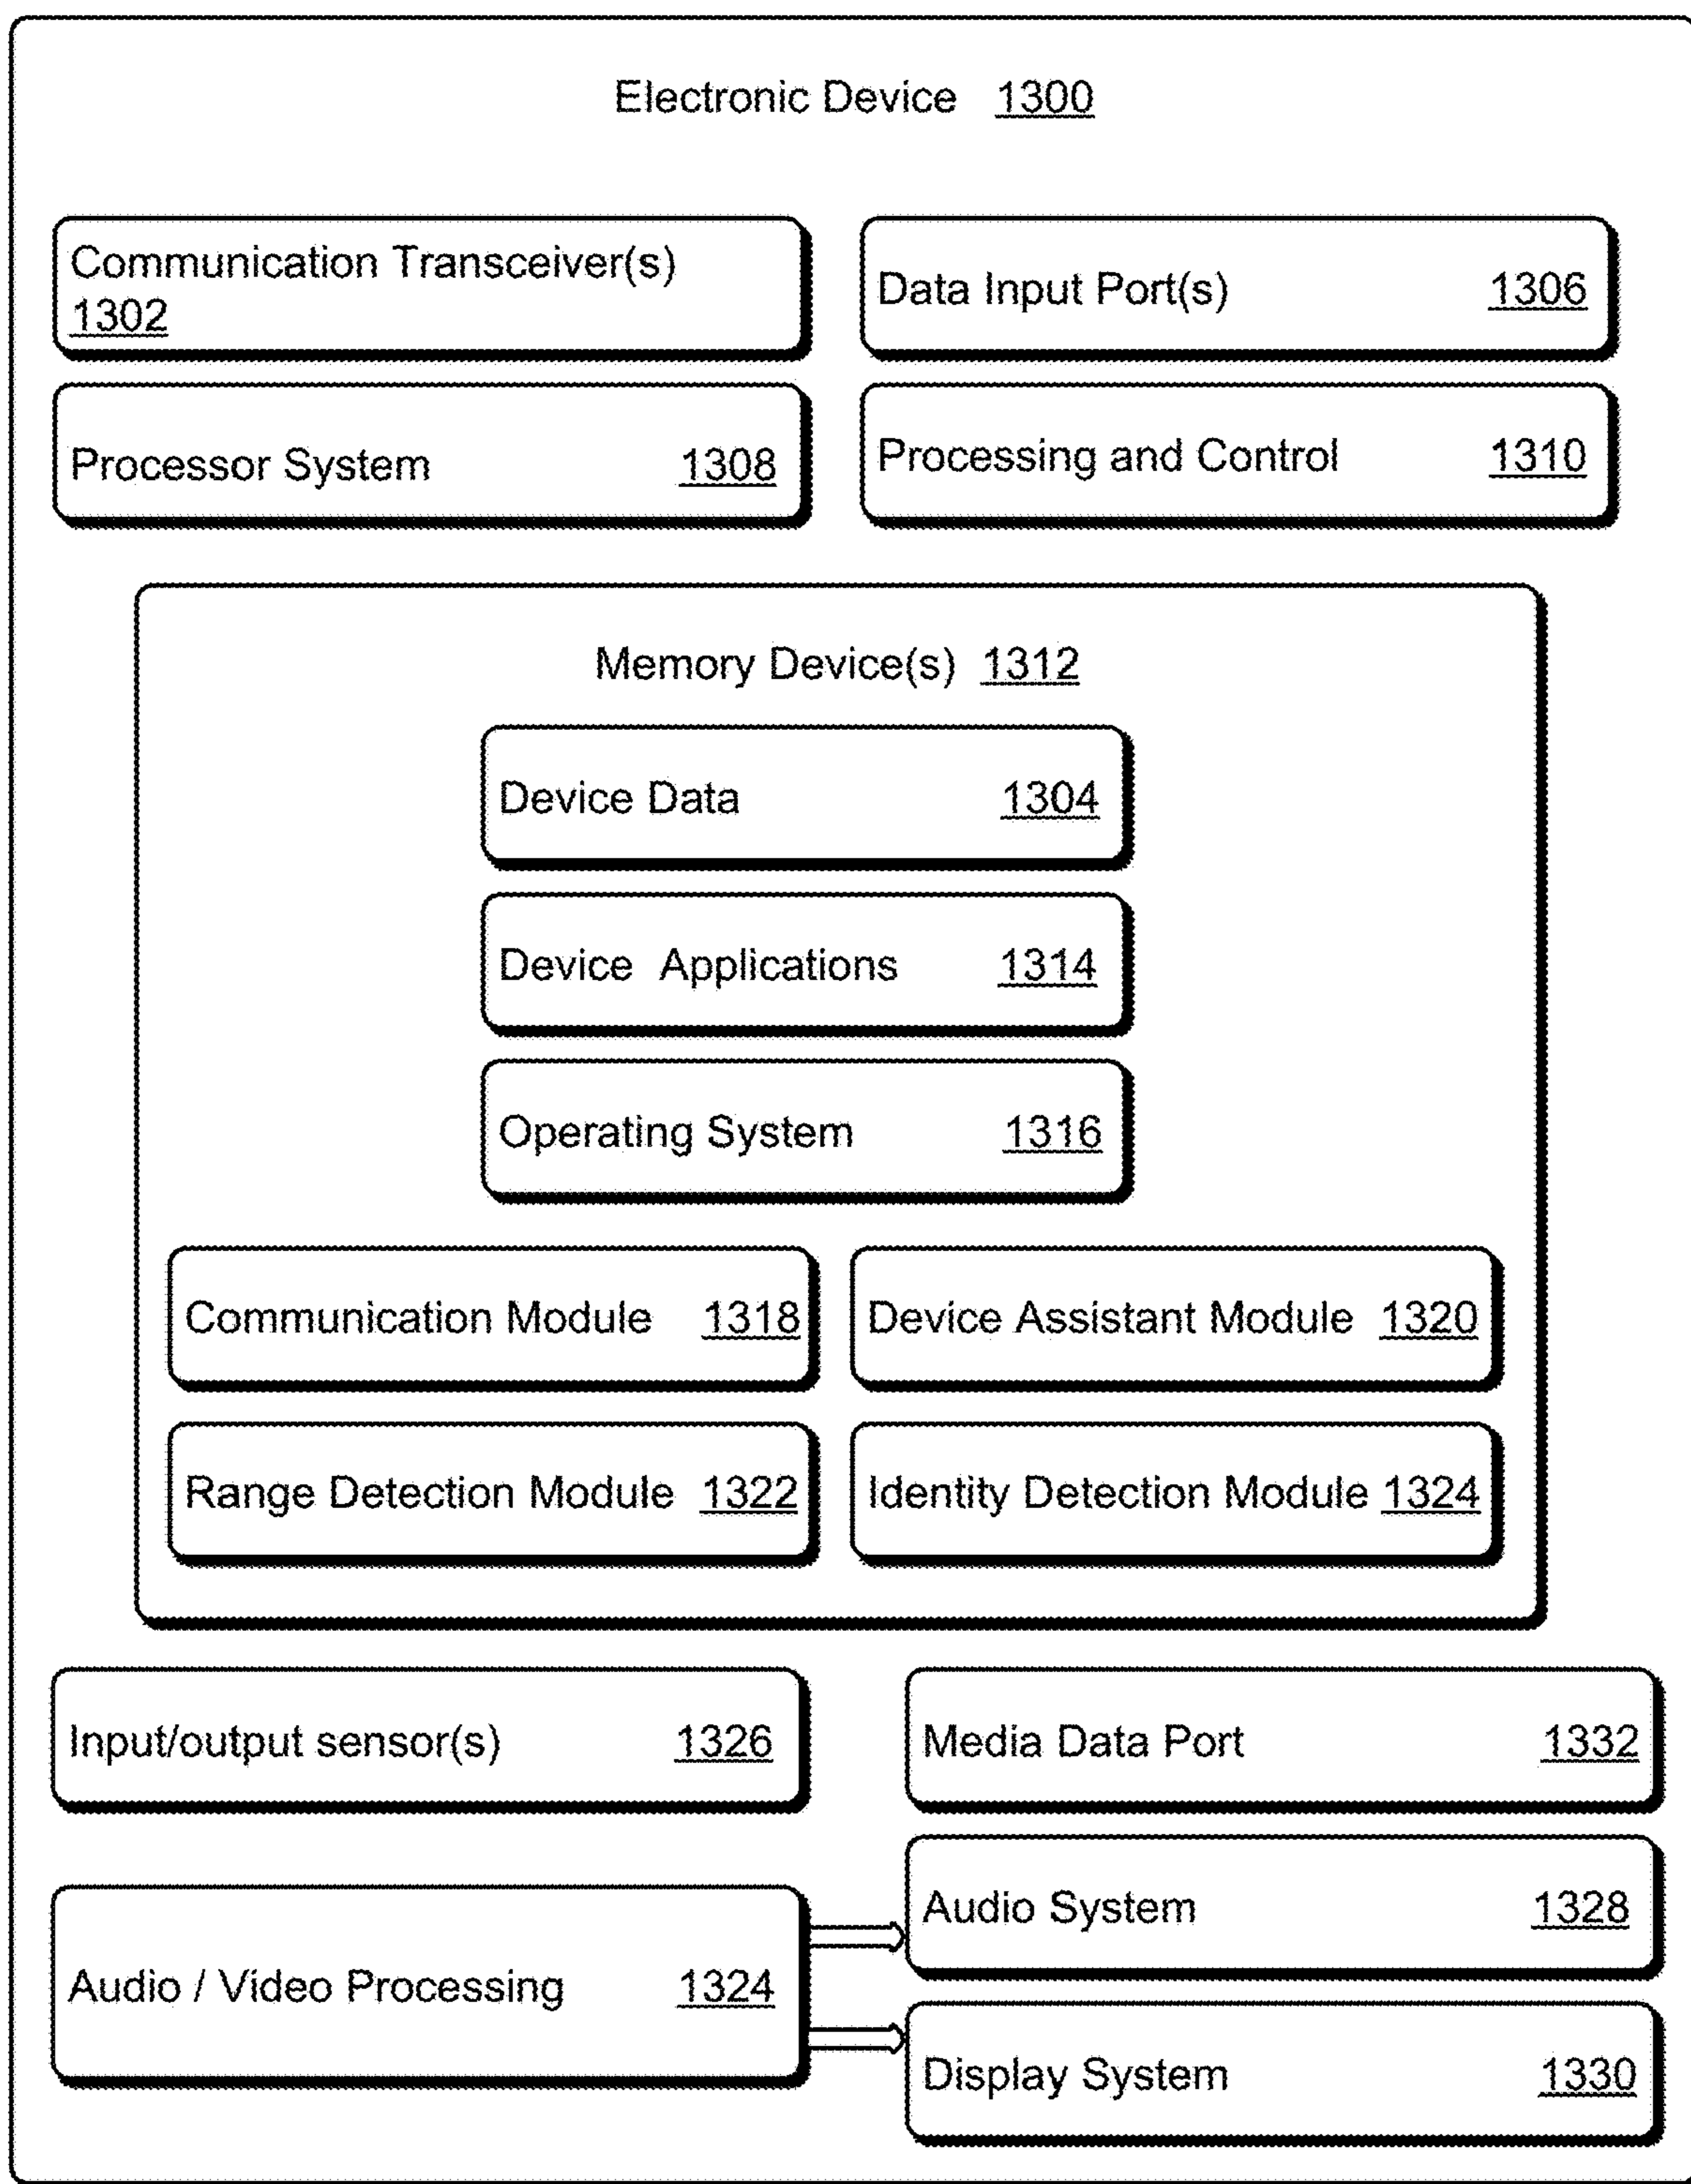 Electronic Device 1300
Communication Transceiver(s)
1302
Data Input Port(s) 1306
Processor System 1308
Processing and Control 1310
Memory Device(s) 1312
Device Data 1304
Device Applications 1314
Operating System 1316
Communication Module 1318
Device Assistant Module 1320
Range Detection Module 1322
Identity Detection Module 1324
Input/output sensor(s) 1326
Media Data Port 1332
Audio / Video Processing 1324
Audio System 1328
Display System 1330